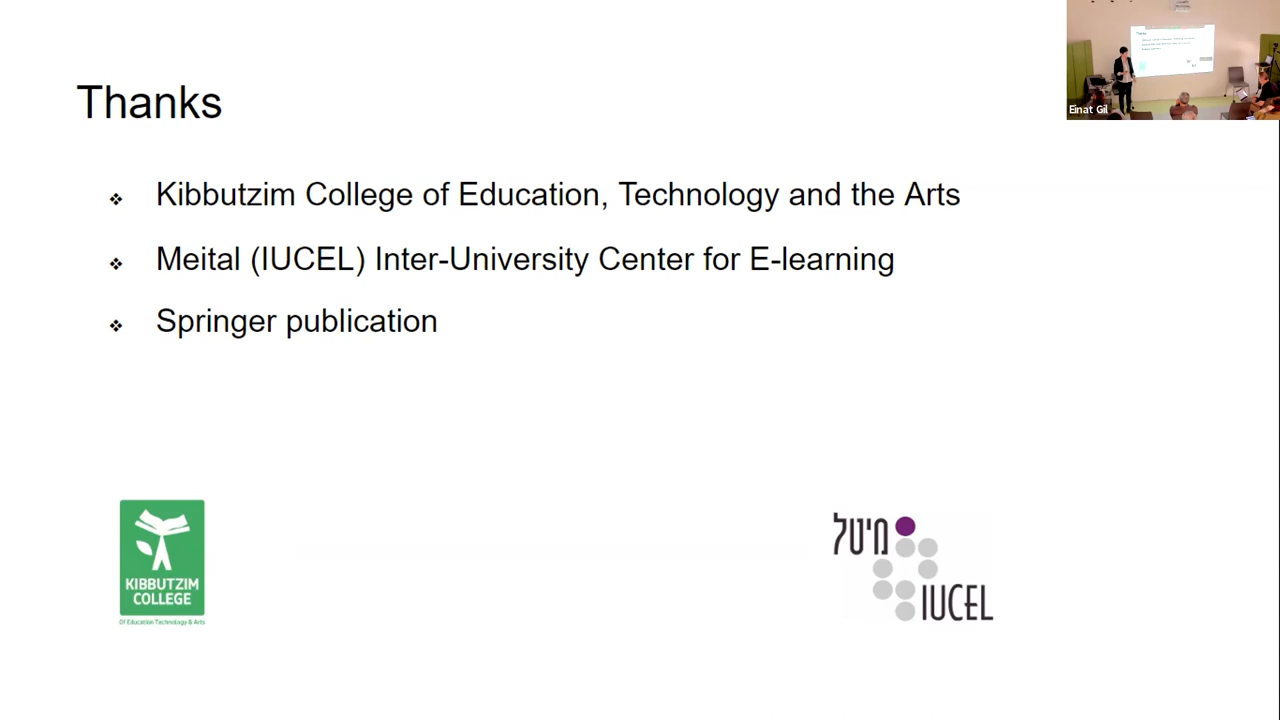 Einat Gil
Thanks
❖ Kibbutzim College of Education, Technology and the Arts
❖ Meital (IUCEL) Inter-University Center for E-learning
❖ Springer publication
KIBBUTZIM
COLLEGE
Of Education Technology & Arts
מיטל
IUCEL